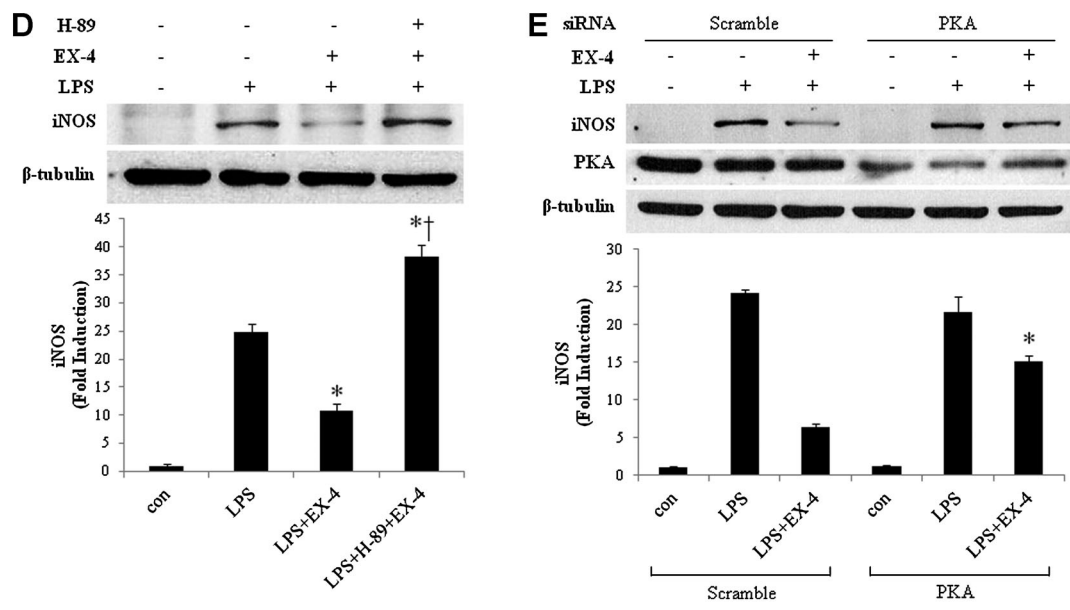 D
H-89 - - - +
EX-4 - - + +
LPS - + + +
iNOS
β-tubulin
iNOS
(Fold Induction)
45
40
35
30
25
20
15
10
5
0
*
*†
con
LPS
LPS+EX-4
LPS+H-89+EX-4
E
siRNA Scramble PKA
EX-4 - - + - - +
LPS - + + - + +
iNOS
PKA
β-tubulin
iNOS
(Fold Induction)
30
25
20
15
10
5
0
*
con
LPS
LPS+EX-4
con
LPS
LPS+EX-4
Scramble
PKA